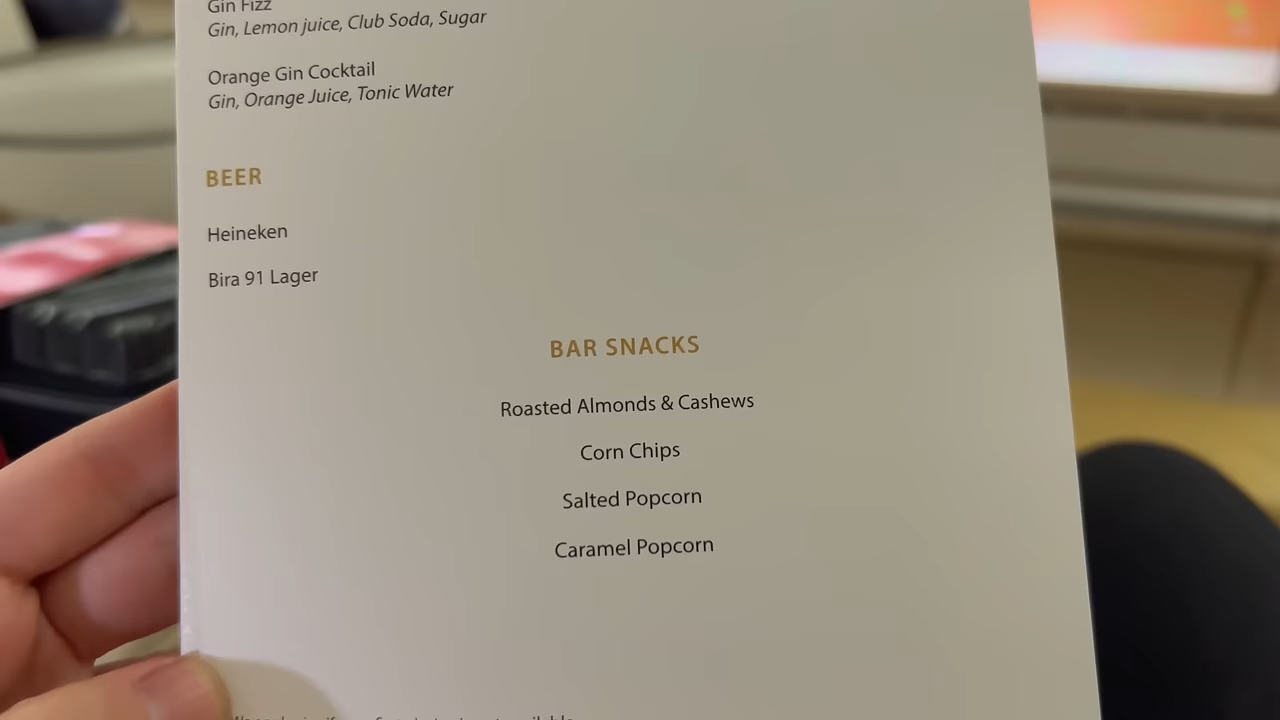 Gin Fizz
Gin, Lemon juice, Club Soda, Sugar
Orange Gin Cocktail
Gin, Orange Juice, Tonic Water
BEER
Heineken
Bira 91 Lager
BAR SNACKS
Roasted Almonds & Cashews
Corn Chips
Salted Popcorn
Caramel Popcorn